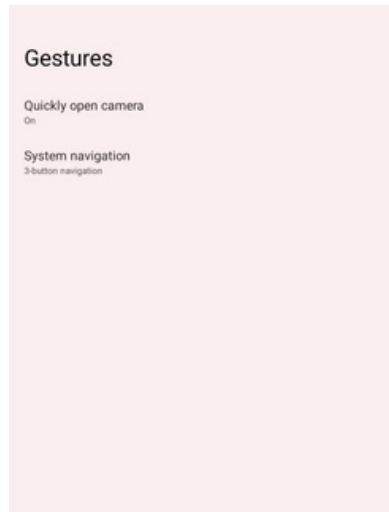 Gestures
Quickly open camera
On
System navigation
3-button navigation